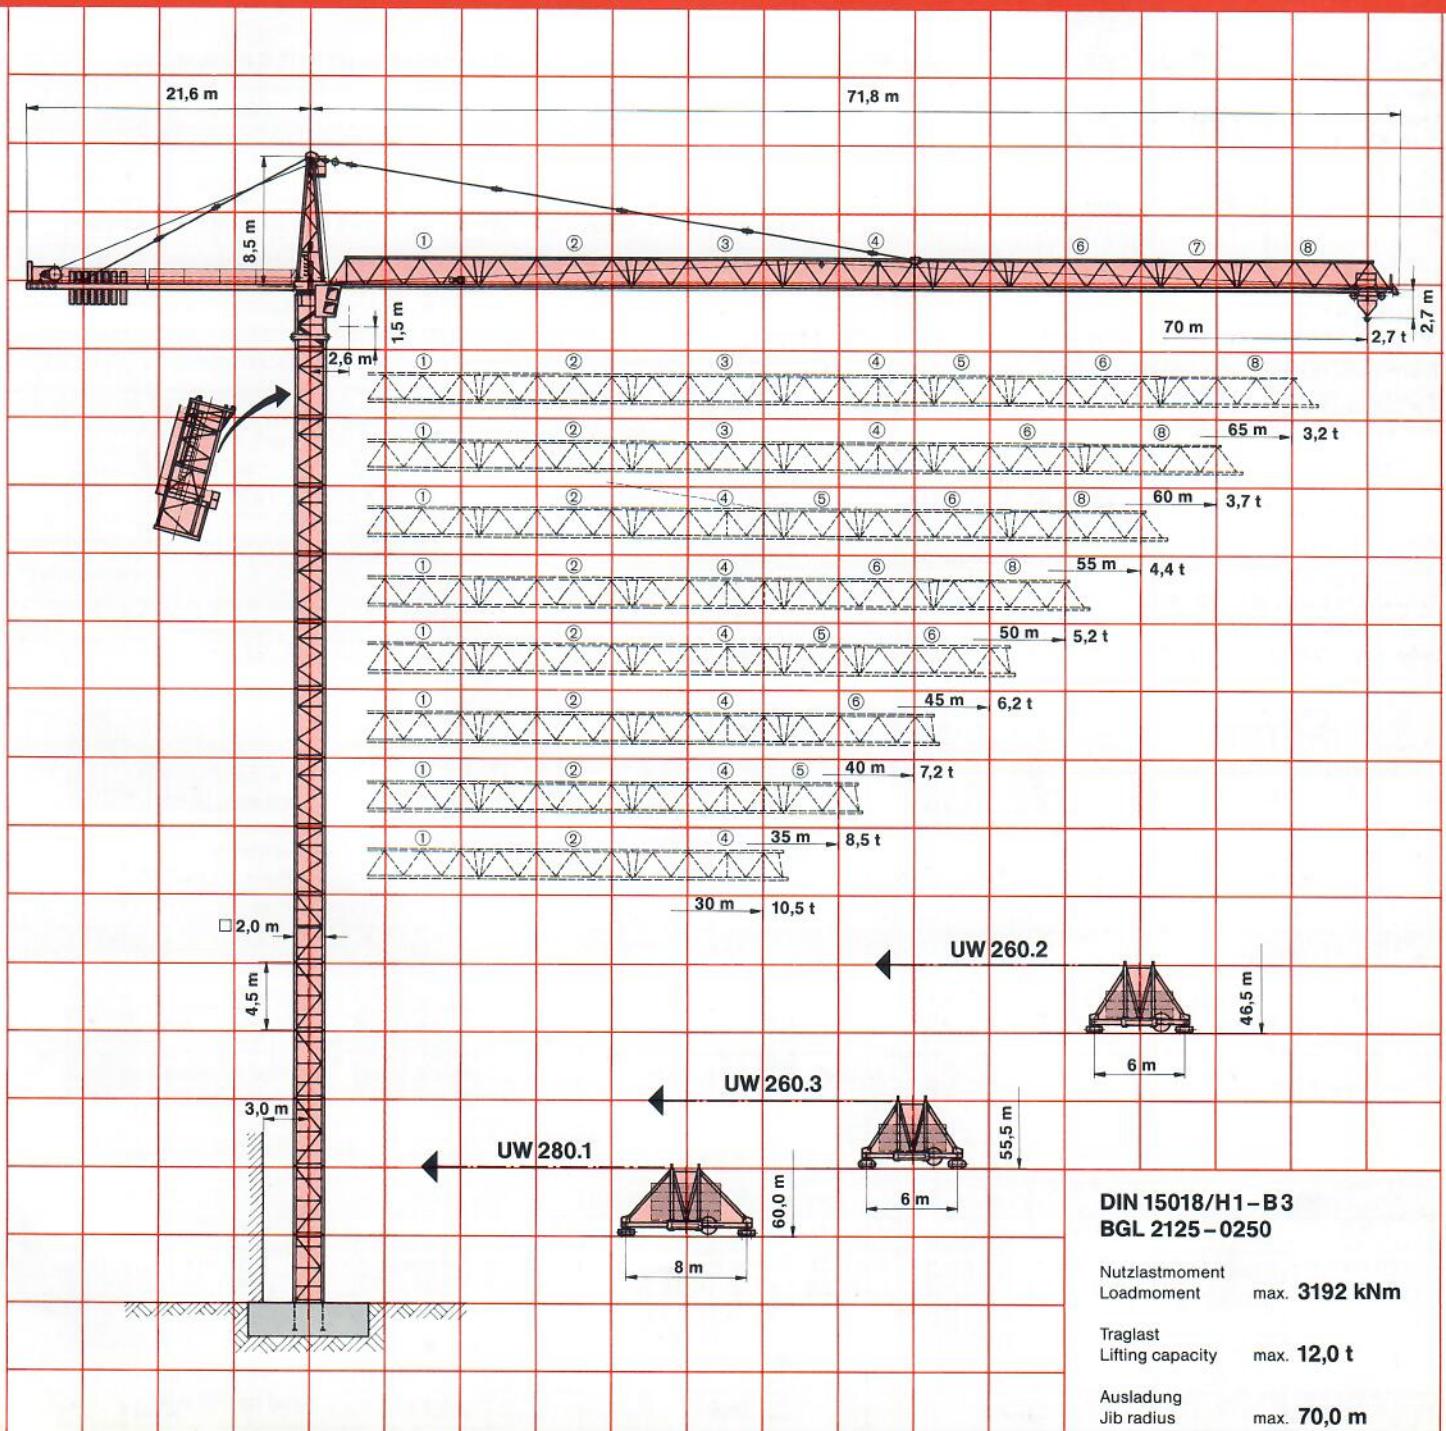 21,6 m
71,8 m
8,5 m
① ② ③ ④ ⑥ ⑦ ⑧
1,5 m
2,7 m
70 m
2,7 t
2,6 m
① ② ③ ④ ⑤ ⑥ ⑧
65 m 3,2 t
① ② ③ ④ ⑥ ⑧
60 m 3,7 t
① ② ④ ⑤ ⑥ ⑧
55 m 4,4 t
① ② ④ ⑥ ⑧
50 m 5,2 t
① ② ④ ⑤ ⑥
45 m 6,2 t
① ② ④ ⑥
40 m 7,2 t
① ② ④ ⑤
35 m 8,5 t
① ② ④
30 m 10,5 t
□ 2,0 m
4,5 m
UW 260.2
46,5 m
6 m
3,0 m
UW 260.3
55,5 m
6 m
UW 280.1
60,0 m
8 m
DIN 15018/H1–B3
BGL 2125–0250
Nutzlastmoment
Loadmoment max. 3192 kNm
Traglast
Lifting capacity max. 12,0 t
Ausladung
Jib radius max. 70,0 m